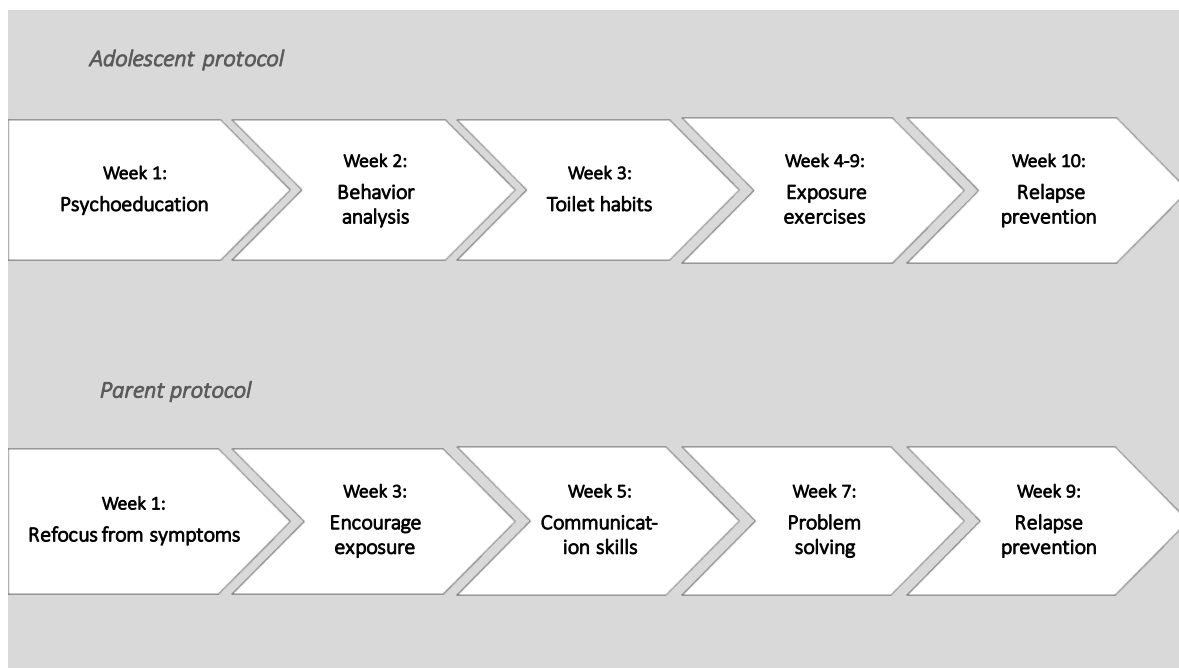 Adolescent protocol
Week 1:
Psychoeducation
Week 2:
Behavior
analysis
Week 3:
Toilet habits
Week 4-9:
Exposure
exercises
Week 10:
Relapse
prevention
Parent protocol
Week 1:
Refocus from symptoms
Week 3:
Encourage
exposure
Week 5:
Communicat-
ion skills
Week 7:
Problem
solving
Week 9:
Relapse
prevention